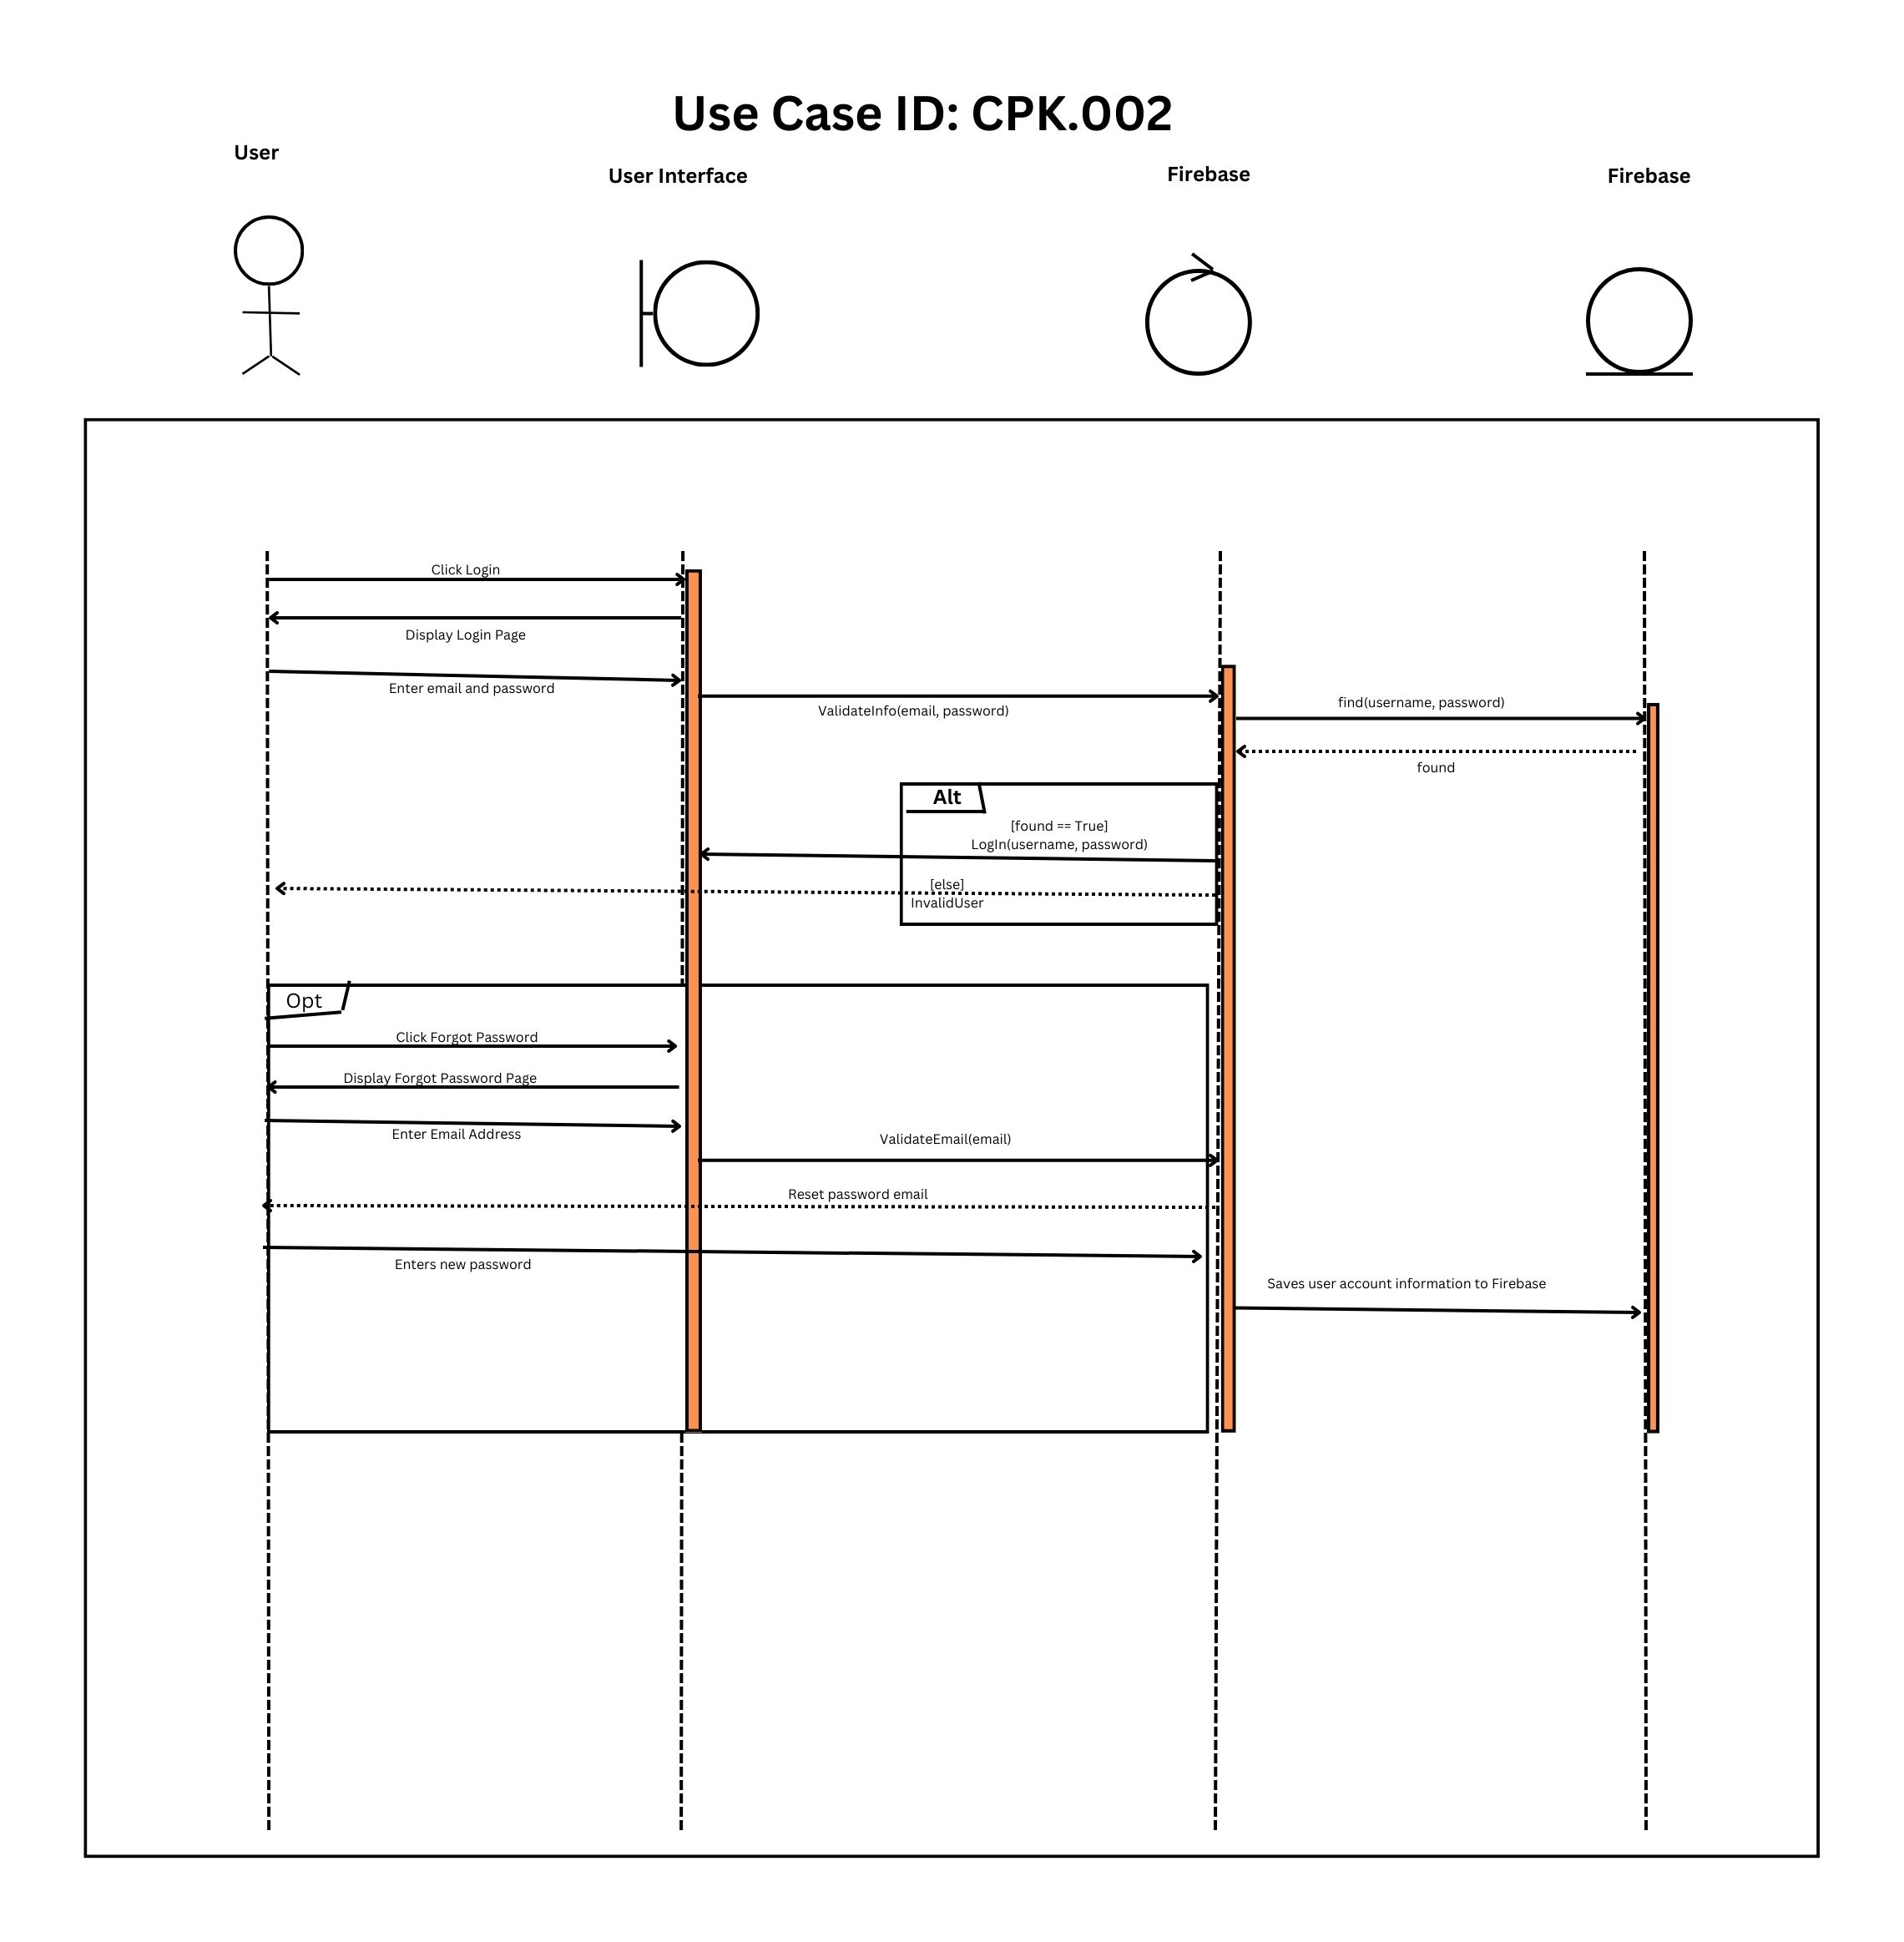 Use Case ID: CPK.002
User
User Interface
Firebase
Firebase
Click Login
Display Login Page
Enter email and password
ValidateInfo(email, password)
find(username, password)
found
Alt
[found == True]
LogIn(username, password)
[else]
InvalidUser
Opt
Click Forgot Password
Display Forgot Password Page
Enter Email Address
ValidateEmail(email)
Reset password email
Enters new password
Saves user account information to Firebase